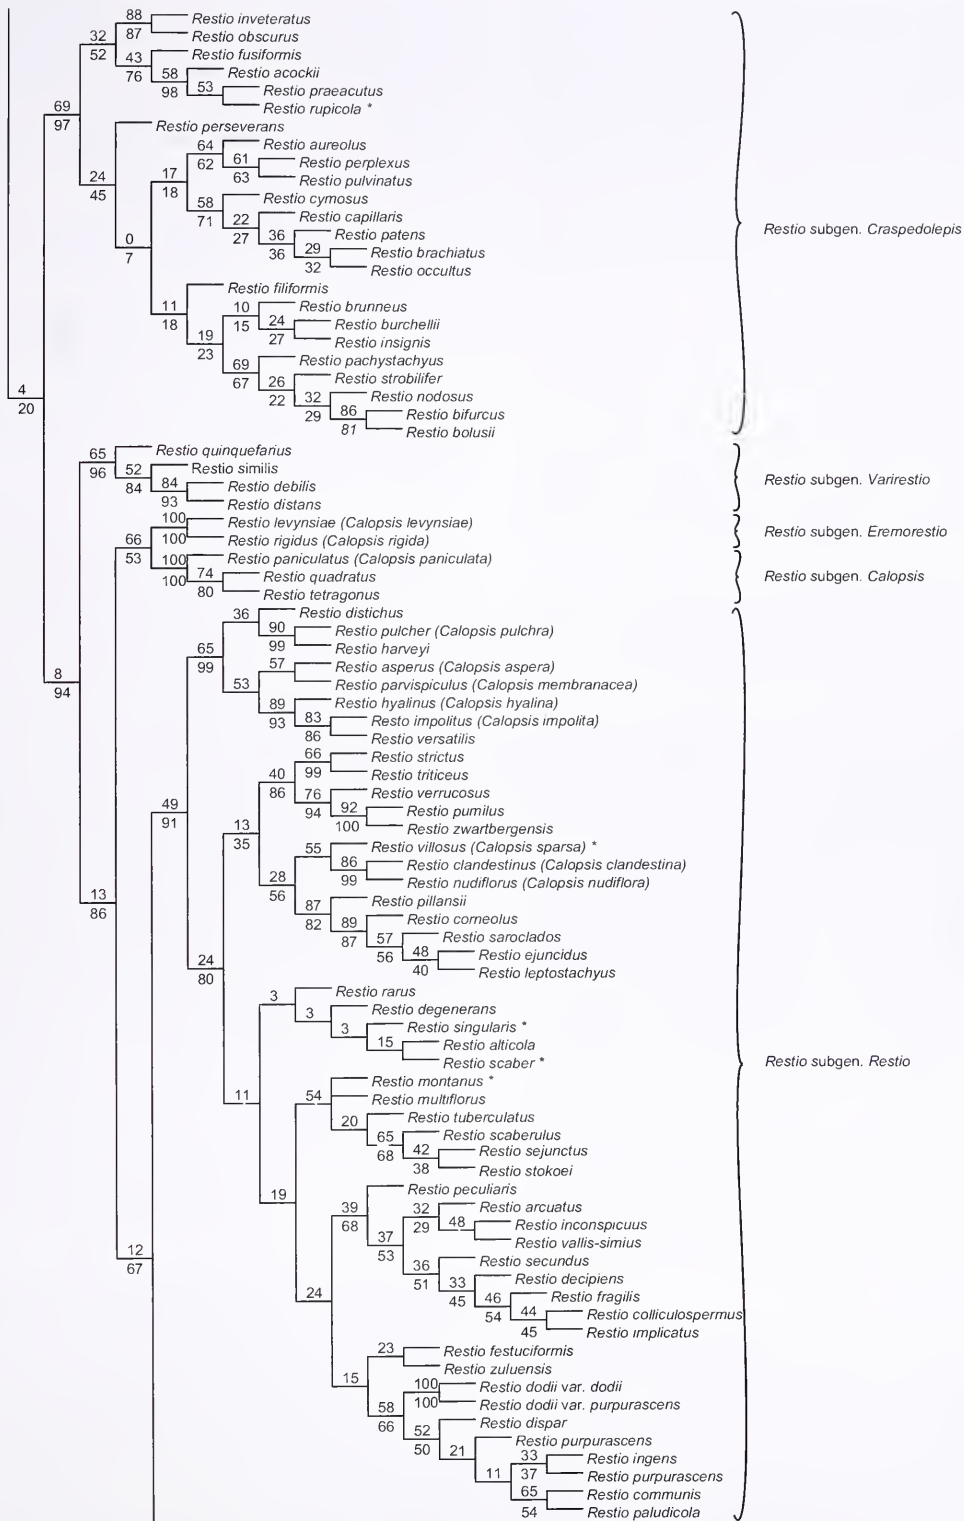 88
Restio inveteratus
87
Restio obscurus
32
52
43
Restio fusiformis
76
58
Restio acockii
98
53
Restio praeacutus
Restio rupicola *
69
97
Restio perseverans
24
45
64
Restio aureolus
62
61
Restio perplexus
63
Restio pulvinatus
17
18
58
Restio cymosus
71
22
Restio capillaris
27
36
Restio patens
36
29
Restio brachiatus
32
Restio occultus
0
7
Restio subgen. Craspedolepis
11
18
Restio filiformis
10
Restio brunneus
15
24
Restio burchellii
27
Restio insignis
19
23
69
Restio pachystachyus
67
26
Restio strobilifer
22
32
Restio nodosus
29
86
Restio bifurcus
81
Restio bolusii
4
20
65
Restio quinquefarius
96
52
Restio similis
84
84
Restio debilis
93
Restio distans
Restio subgen. Varirestio
100
Restio levynsiae (Calopsis levynsiae)
100
Restio rigidus (Calopsis rigida)
Restio subgen. Eremorestio
66
53
100
Restio paniculatus (Calopsis paniculata)
100
74
Restio quadratus
80
Restio tetragonus
Restio subgen. Calopsis
36
Restio distichus
90
Restio pulcher (Calopsis pulchra)
99
Restio harveyi
65
99
57
Restio asperus (Calopsis aspera)
Restio parvispiculus (Calopsis membranacea)
53
89
Restio hyalinus (Calopsis hyalina)
93
83
Resto impolitus (Calopsis impolita)
86
Restio versatilis
8
94
66
Restio strictus
99
Restio triticeus
40
86
76
Restio verrucosus
94
92
Restio pumilus
100
Restio zwartbergensis
49
91
13
35
55
Restio villosus (Calopsis sparsa) *
86
Restio clandestinus (Calopsis clandestina)
99
Restio nudiflorus (Calopsis nudiflora)
28
56
87
Restio pillansii
82
89
Restio corneolus
87
57
Restio saroclados
56
48
Restio ejuncidus
40
Restio leptostachyus
13
86
24
80
3
Restio rarus
3
Restio degenerans
3
Restio singularis *
15
Restio alticola
Restio scaber *
Restio subgen. Restio
11
54
Restio montanus *
Restio multiflorus
20
Restio tuberculatus
65
Restio scaberulus
68
42
Restio sejunctus
38
Restio stokoei
19
39
Restio peculiaris
68
32
Restio arcuatus
29
48
Restio inconspicuus
Restio vallis-simius
37
53
36
Restio secundus
51
33
Restio decipiens
45
46
Restio fragilis
54
44
Restio colliculospermus
45
Restio implicatus
12
67
24
23
Restio festuciformis
Restio zuluensis
15
100
Restio dodii var. dodii
100
Restio dodii var. purpurascens
58
66
52
Restio dispar
50
21
Restio purpurascens
33
Restio ingens
11
37
Restio purpurascens
65
Restio communis
54
Restio paludicola